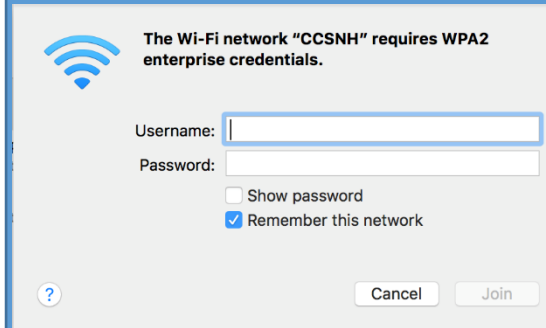 The Wi-Fi network “CCSNH” requires WPA2
enterprise credentials.
Username:
Password:
Show password
Remember this network
?
Cancel
Join